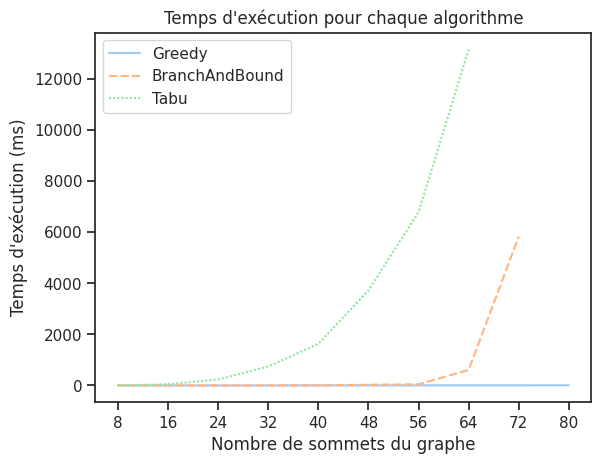 Temps d'exécution pour chaque algorithme
Greedy
BranchAndBound
Tabu
Temps d'exécution (ms)
12000
10000
8000
6000
4000
2000
0
8 16 24 32 40 48 56 64 72 80
Nombre de sommets du graphe